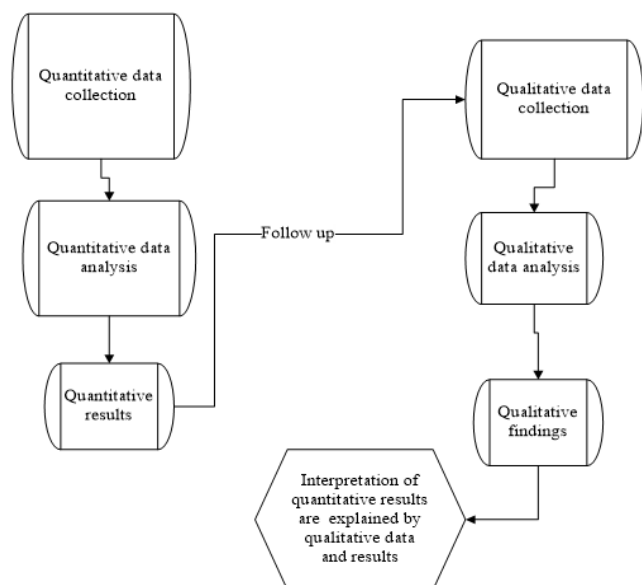 Quantitative data
collection
Quantitative data
analysis
Quantitative
results
Follow up
Qualitative data
collection
Qualitative
data analysis
Qualitative
findings
Interpretation of
quantitative results
are explained by
qualitative data
and results